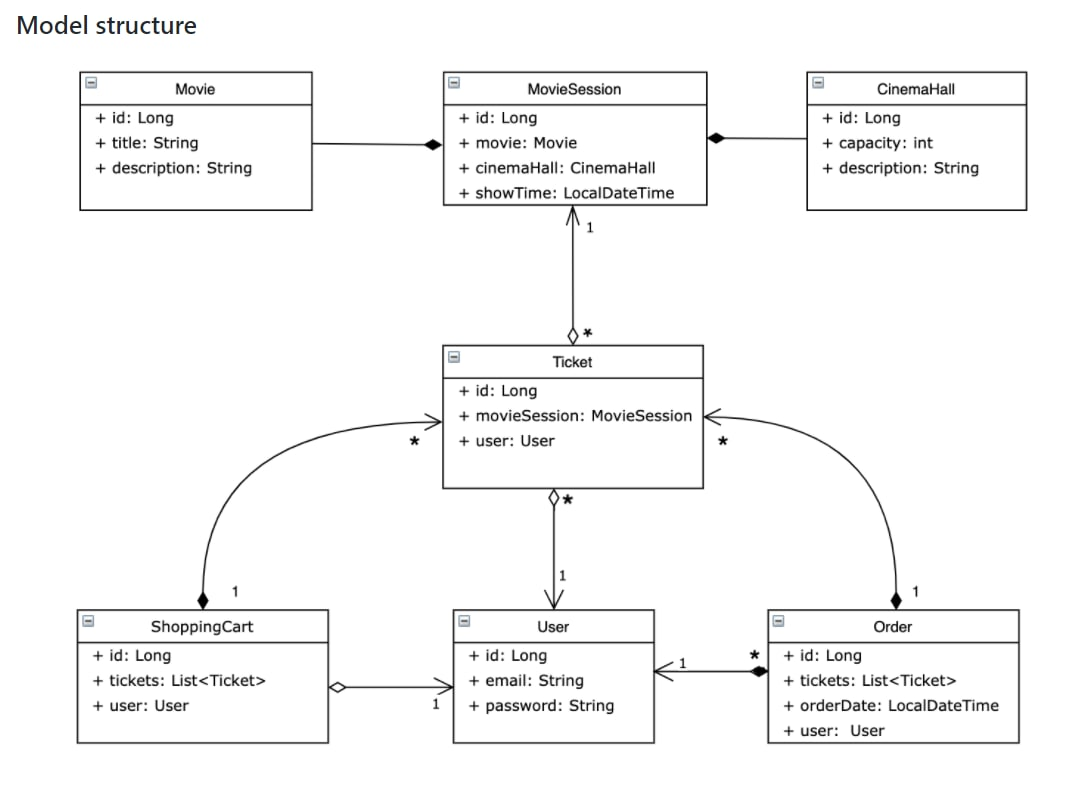 Model structure
Movie
+ id: Long
+ title: String
+ description: String
MovieSession
+ id: Long
+ movie: Movie
+ cinemaHall: CinemaHall
+ showTime: LocalDateTime
CinemaHall
+ id: Long
+ capacity: int
+ description: String
1
*
Ticket
+ id: Long
+ movieSession: MovieSession
+ user: User
*
*
*
1
1
1
ShoppingCart
+ id: Long
+ tickets: List<Ticket>
+ user: User
1
User
+ id: Long
+ email: String
+ password: String
1
*
Order
+ id: Long
+ tickets: List<Ticket>
+ orderDate: LocalDateTime
+ user: User